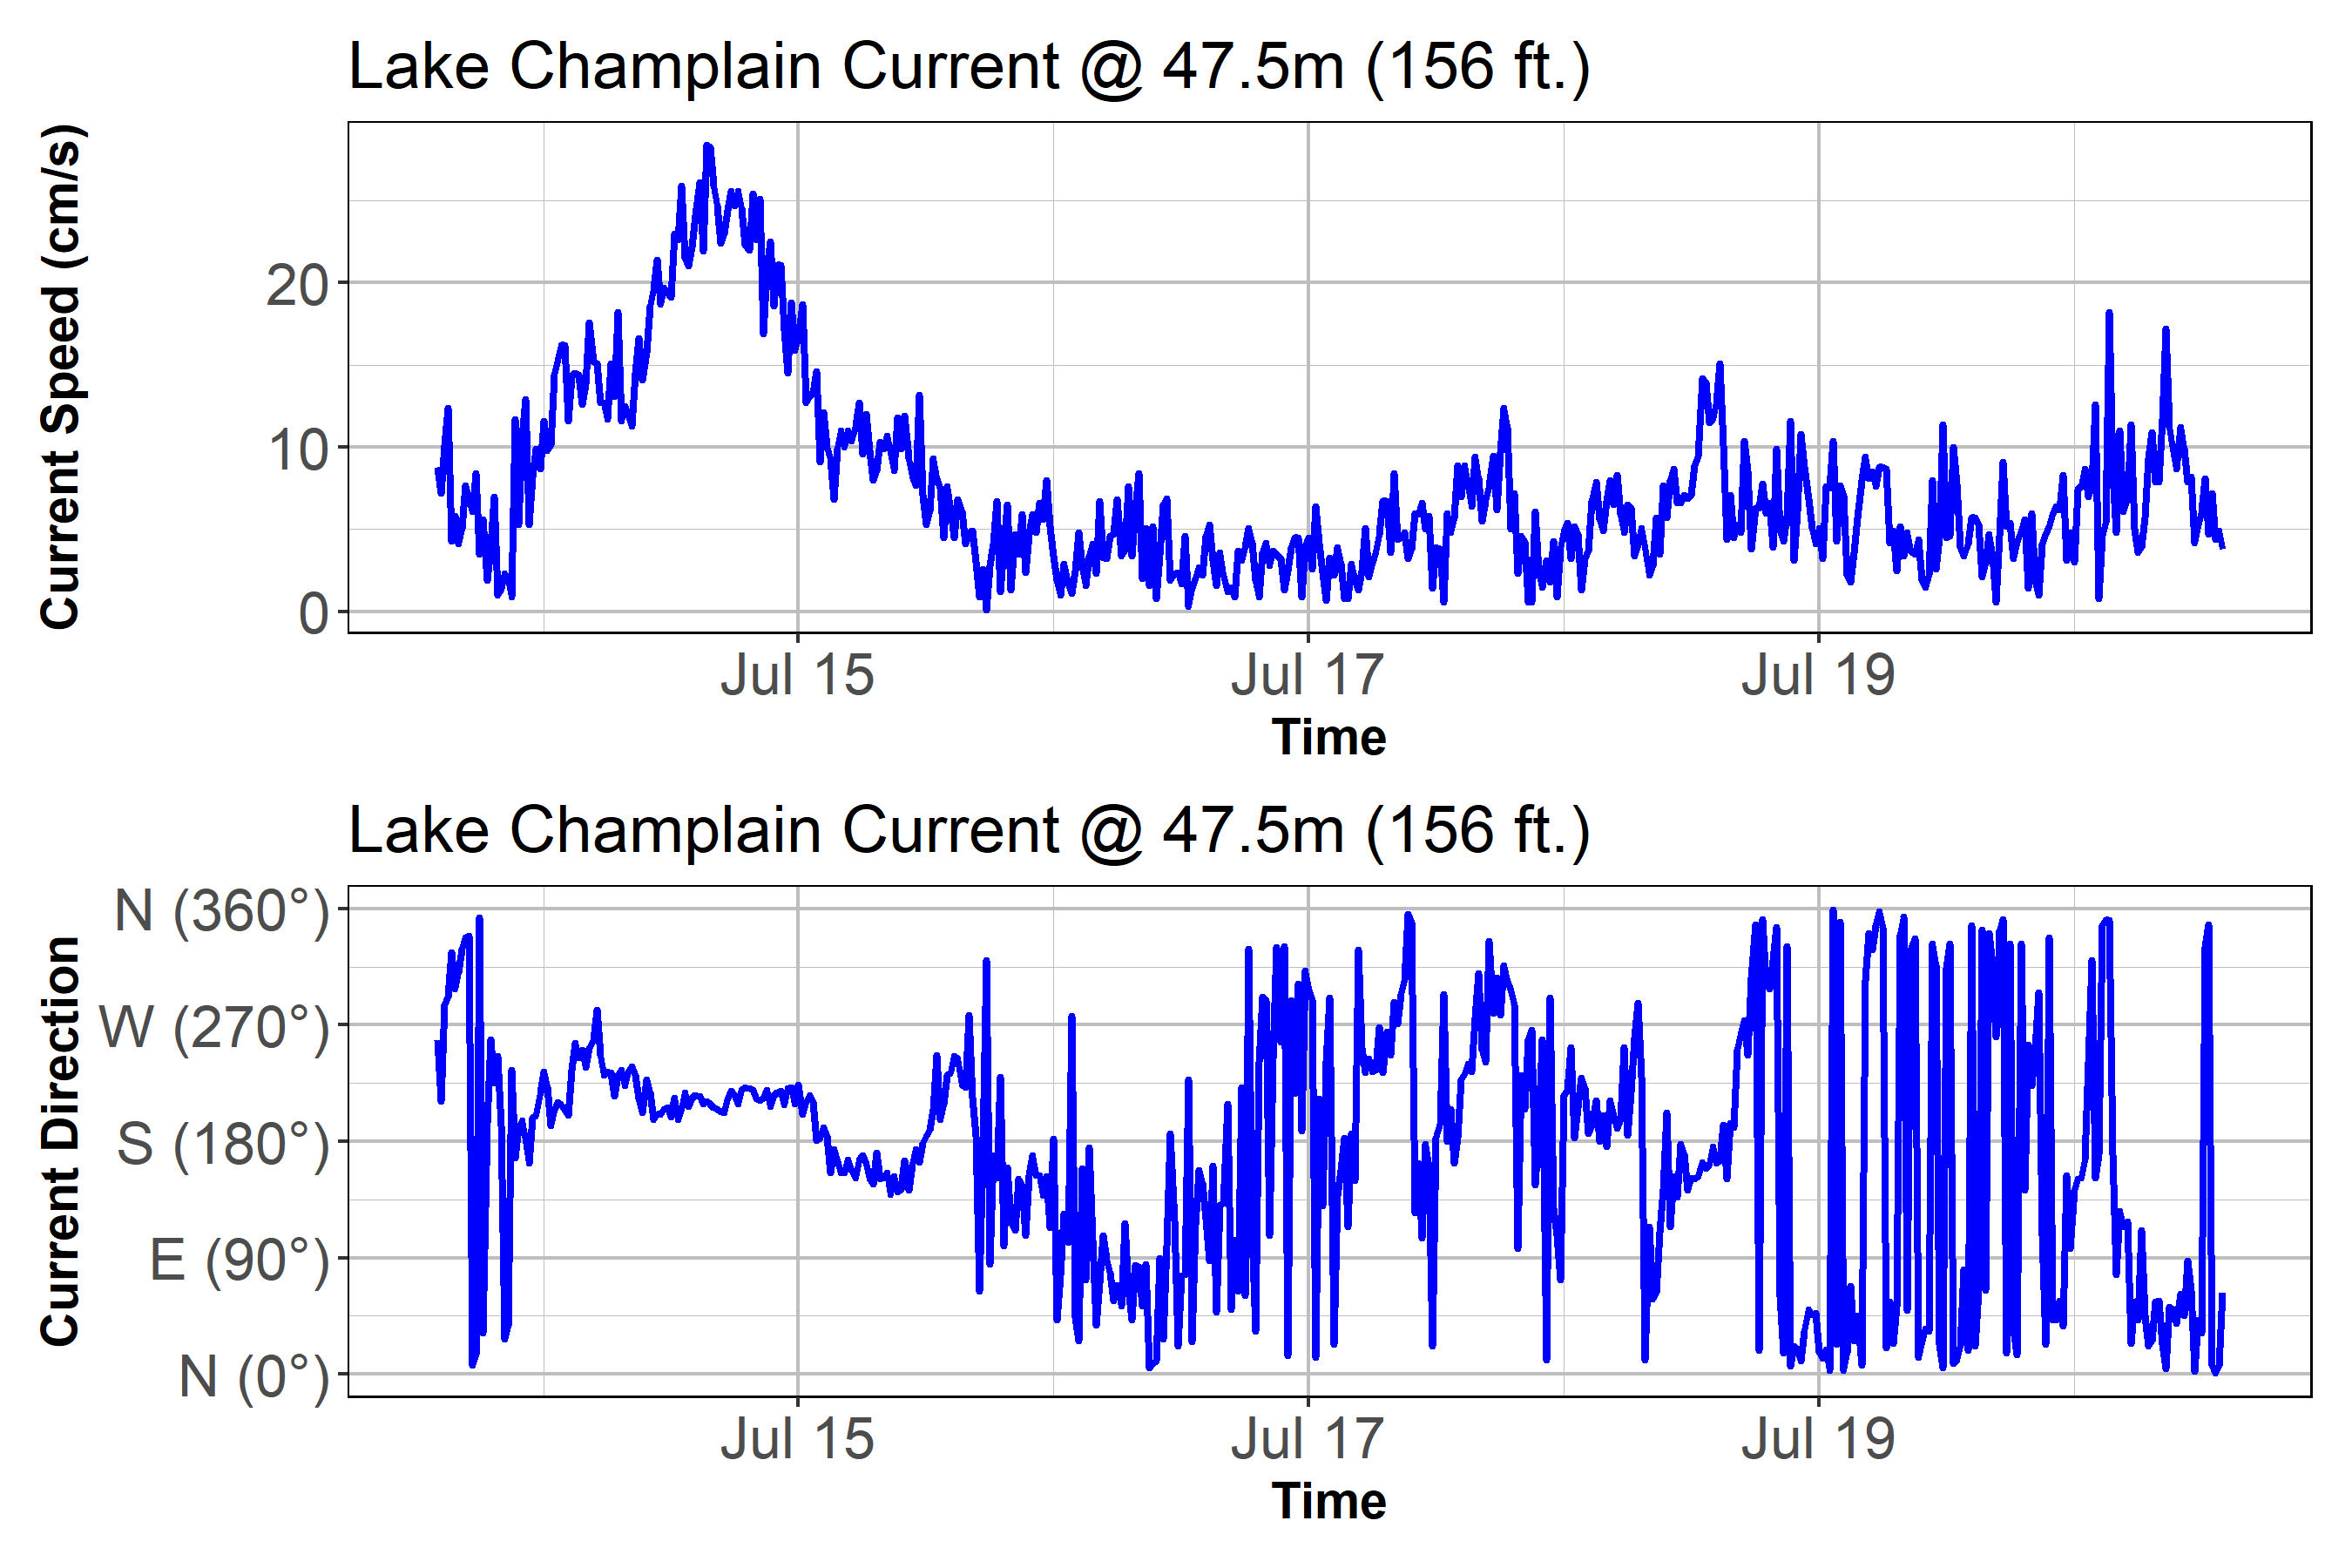 Lake Champlain Current @ 47.5m (156 ft.)
Current Speed (cm/s)
20
10
0
Jul 15 Jul 17 Jul 19
Time
Lake Champlain Current @ 47.5m (156 ft.)
Current Direction
N (360°)
W (270°)
S (180°)
E (90°)
N (0°)
Jul 15 Jul 17 Jul 19
Time